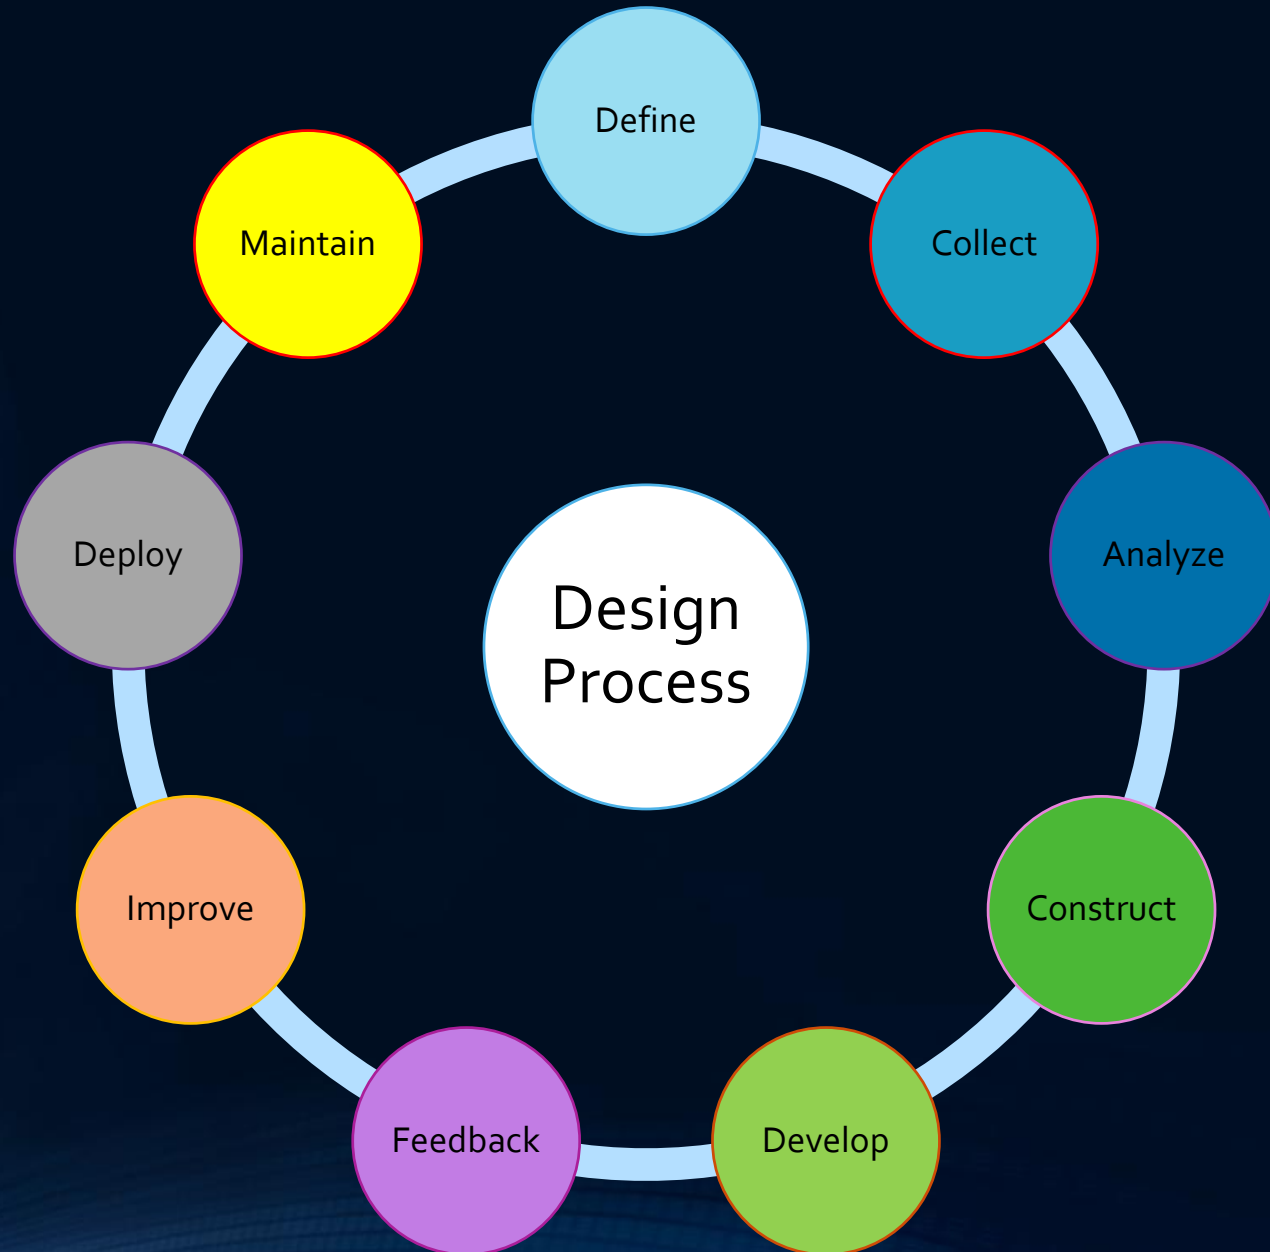 Define
Collect
Analyze
Construct
Develop
Feedback
Improve
Deploy
Maintain
Design
Process